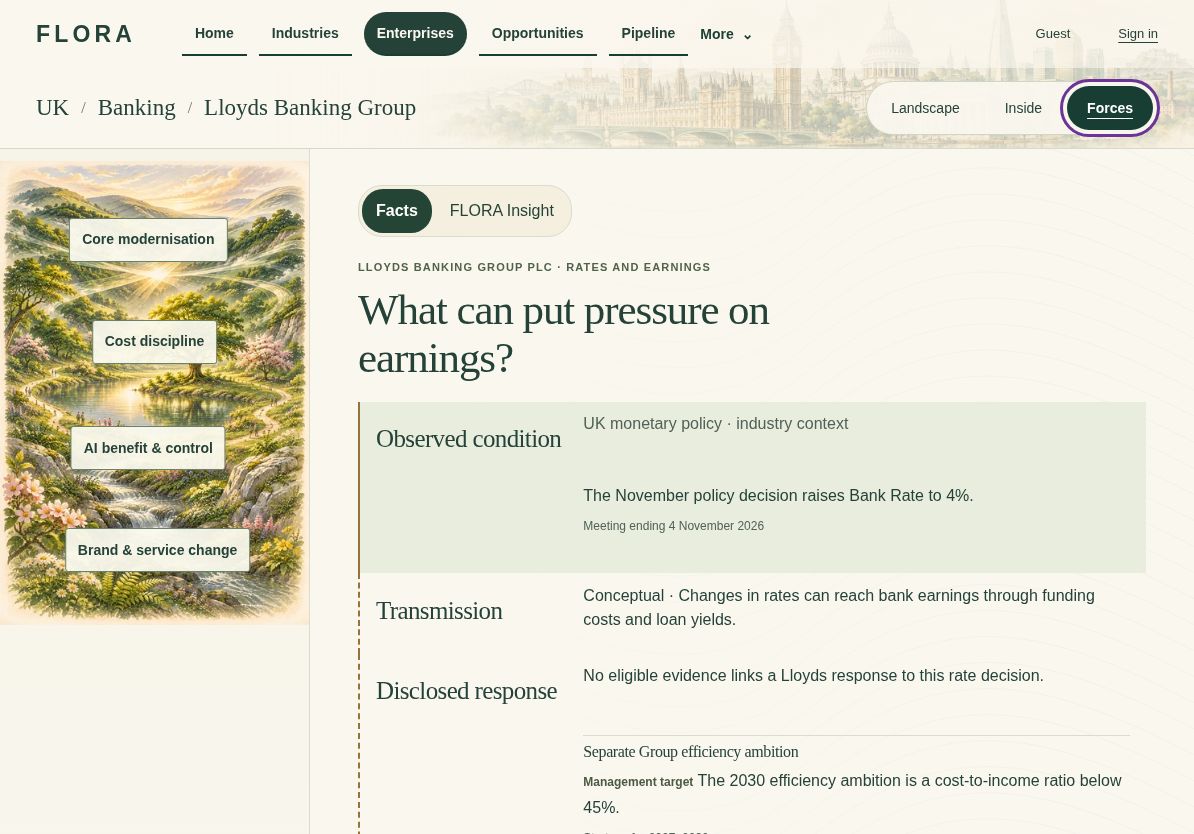 FLORA
Home
Industries
Enterprises
Opportunities
Pipeline
More
Guest
Sign in
UK / Banking / Lloyds Banking Group
Landscape
Inside
Forces
Core modernisation
Cost discipline
AI benefit & control
Brand & service change
Facts
FLORA Insight
LLOYDS BANKING GROUP PLC · RATES AND EARNINGS
What can put pressure on
earnings?
Observed condition
UK monetary policy · industry context
The November policy decision raises Bank Rate to 4%.
Meeting ending 4 November 2026
Transmission
Conceptual · Changes in rates can reach bank earnings through funding
costs and loan yields.
Disclosed response
No eligible evidence links a Lloyds response to this rate decision.
Separate Group efficiency ambition
Management target The 2030 efficiency ambition is a cost-to-income ratio below
45%.